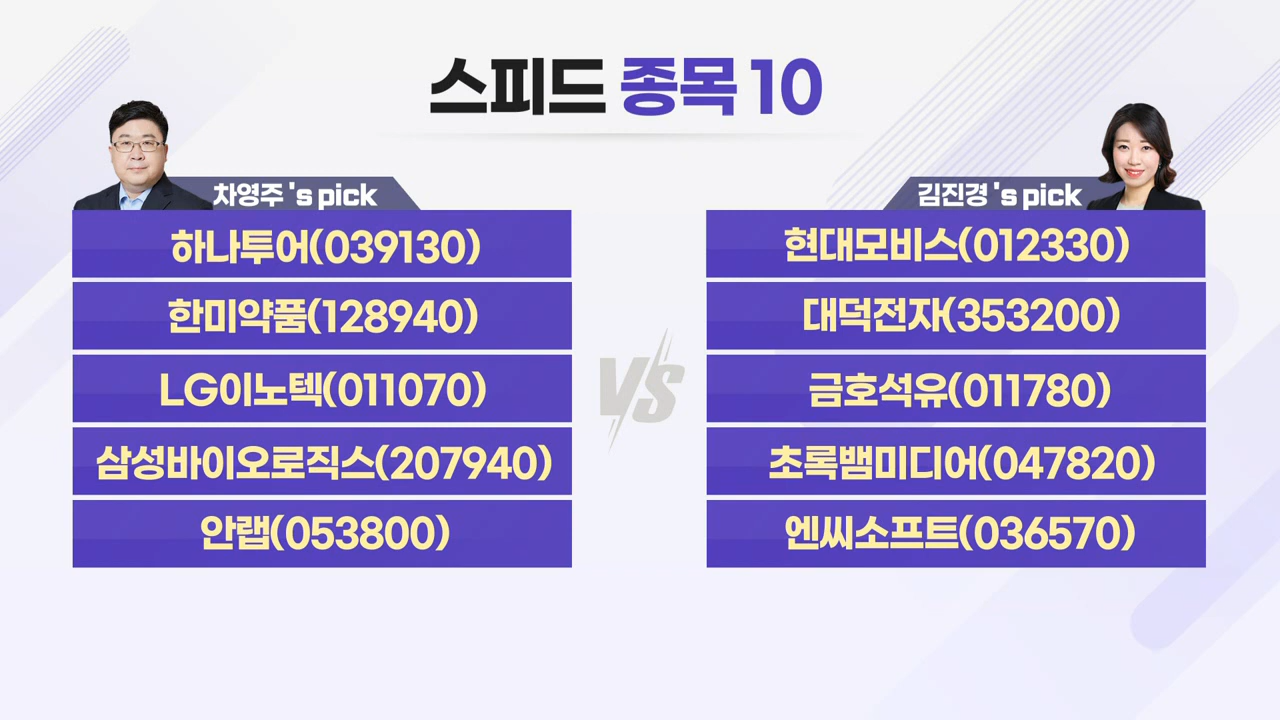 스피드 종목 10
차영주 's pick
하나투어(039130)
한미약품(128940)
LG이노텍(011070)
삼성바이오로직스(207940)
안랩(053800)
VS
김진경 's pick
현대모비스(012330)
대덕전자(353200)
금호석유(011780)
초록뱀미디어(047820)
엔씨소프트(036570)